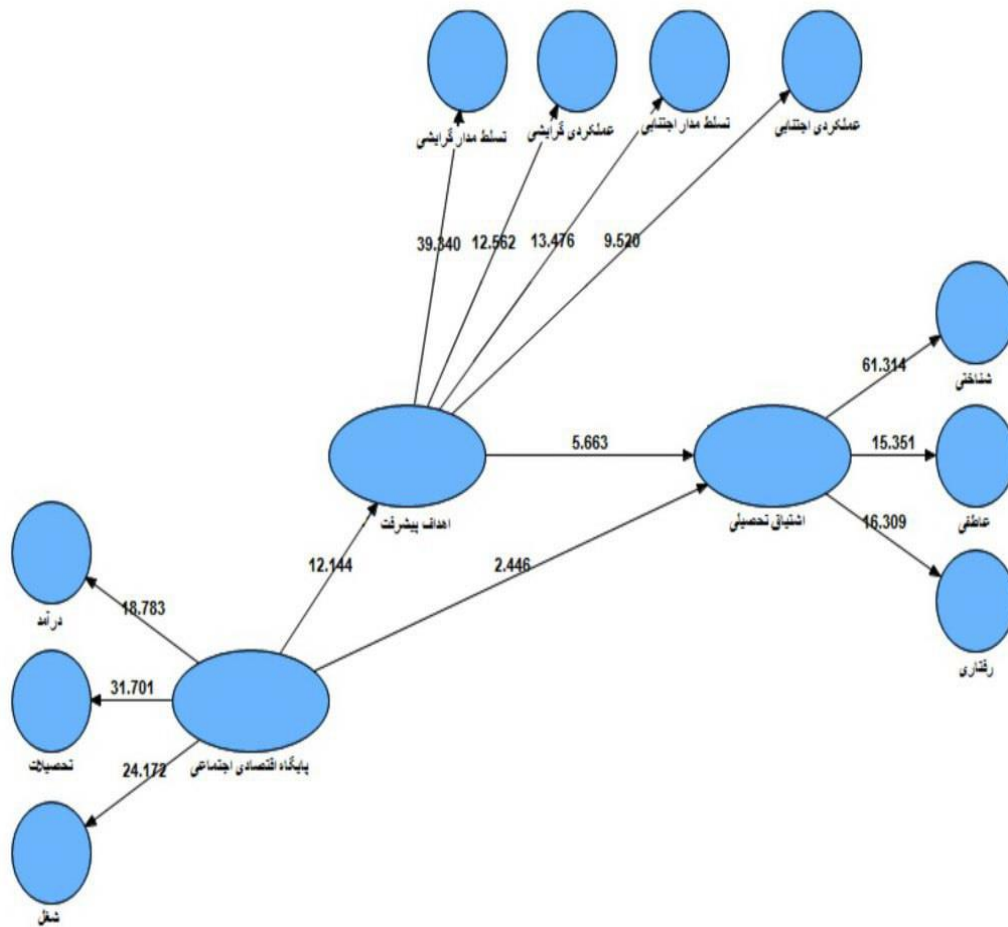 تسلط مدار گرایشی
عملکردی گرایشی
تسلط مدار اجتنابی
عملکردی اجتنابی
39.340
12.562
13.476
9.520
شناختی
61.314
5.663
15.351
عاطفی
اهداف پیشرفت
اشتیاق تحصیلی
16.309
12.144
2.446
درآمد
18.783
رفتاری
31.701
تحصیلات
پایگاه اقتصادی اجتماعی
24.172
شغل